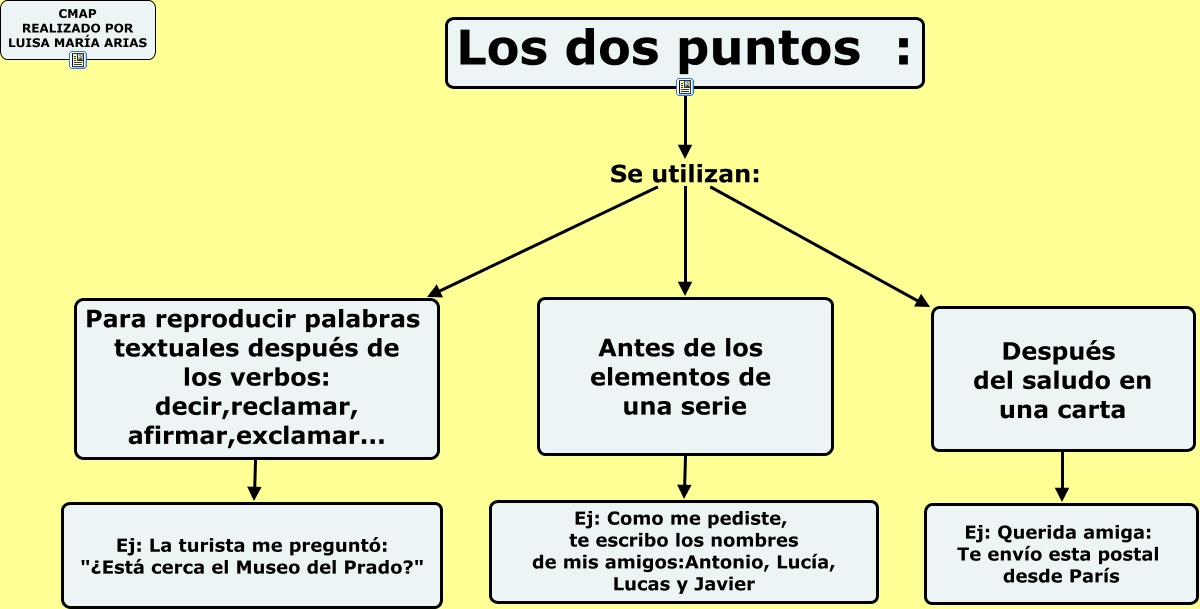 CMAP
REALIZADO POR
LUISA MARÍA ARIAS
Los dos puntos  :
Se utilizan:
Para reproducir palabras
textuales después de
los verbos:
decir,reclamar,
afirmar,exclamar...
Antes de los
elementos de
una serie
Después
del saludo en
una carta
Ej: La turista me preguntó:
"¿Está cerca el Museo del Prado?"
Ej: Como me pediste,
te escribo los nombres
de mis amigos:Antonio, Lucía,
Lucas y Javier
Ej: Querida amiga:
Te envío esta postal
desde París